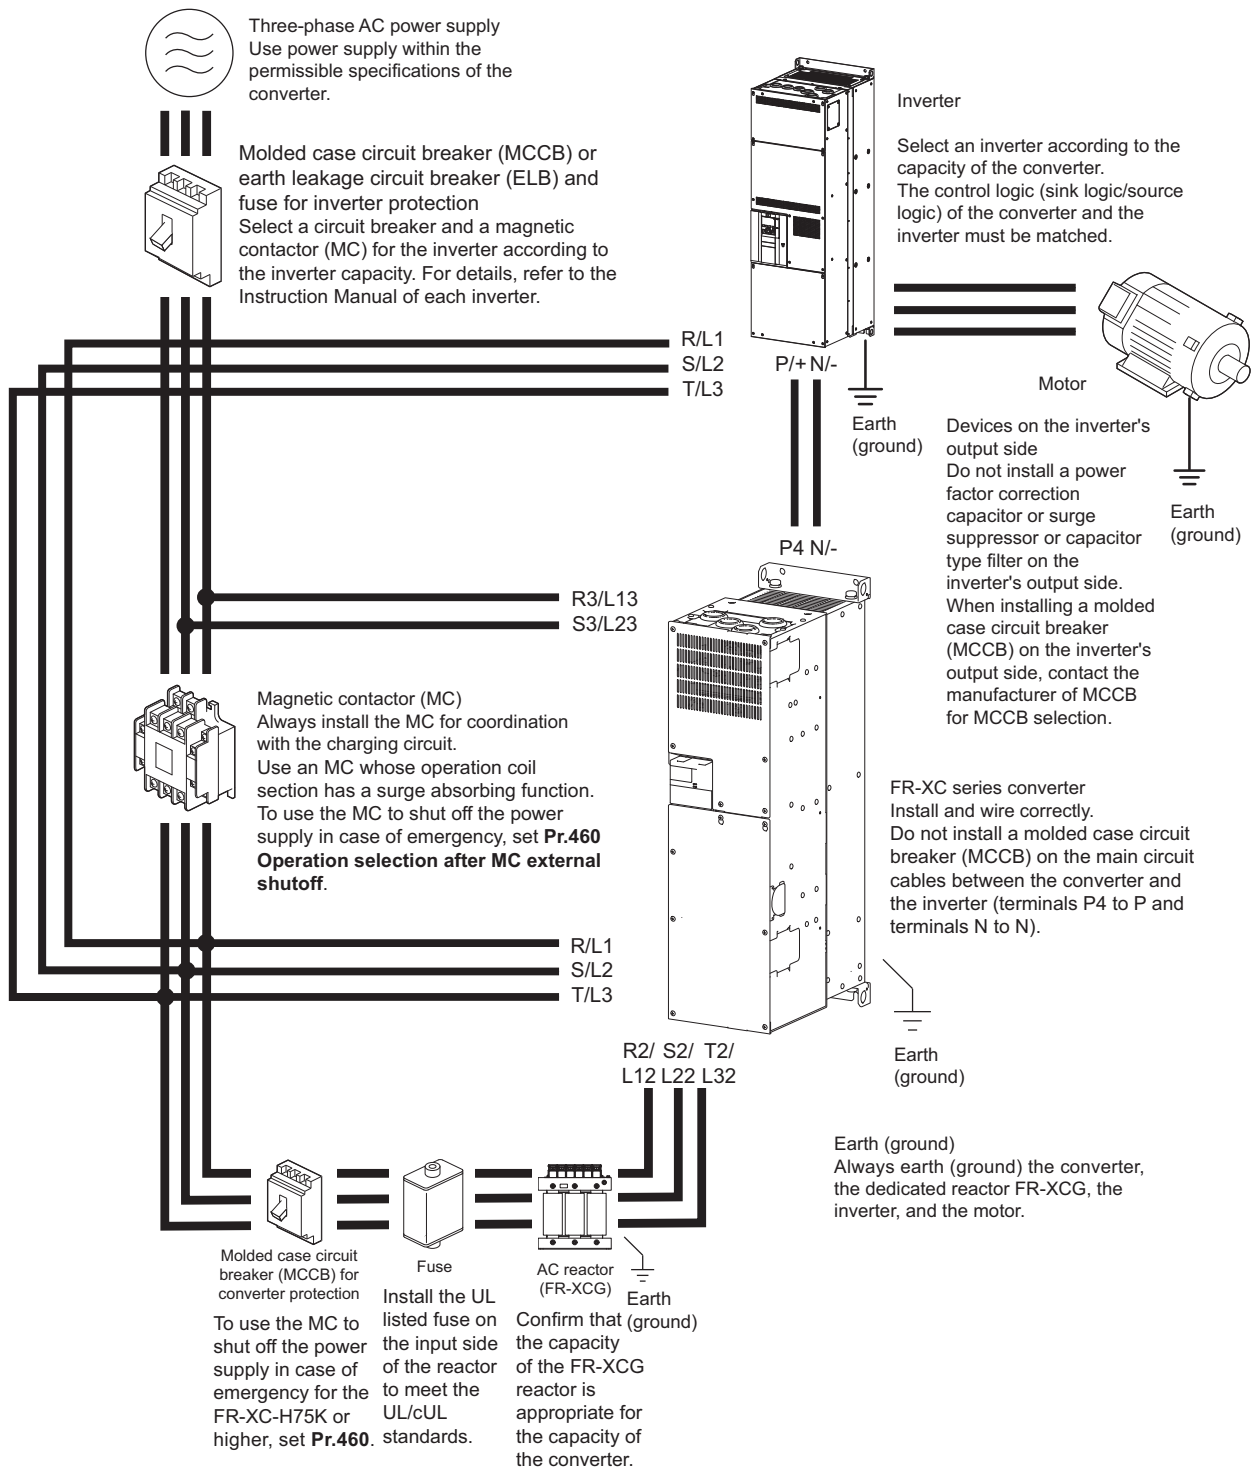 Three-phase AC power supply
Use power supply within the
permissible specifications of the
converter.
Molded case circuit breaker (MCCB) or
earth leakage circuit breaker (ELB) and
fuse for inverter protection
Select a circuit breaker and a magnetic
contactor (MC) for the inverter according to
the inverter capacity. For details, refer to the
Instruction Manual of each inverter.
Inverter
Select an inverter according to the
capacity of the converter.
The control logic (sink logic/source
logic) of the converter and the
inverter must be matched.
R/L1
S/L2
T/L3
P/+ N/-
Earth
(ground)
Motor
Earth
(ground)
Devices on the inverter's
output side
Do not install a power
factor correction
capacitor or surge
suppressor or capacitor
type filter on the
inverter's output side.
When installing a molded
case circuit breaker
(MCCB) on the inverter's
output side, contact the
manufacturer of MCCB
for MCCB selection.
P4 N/-
R3/L13
S3/L23
Magnetic contactor (MC)
Always install the MC for coordination
with the charging circuit.
Use an MC whose operation coil
section has a surge absorbing function.
To use the MC to shut off the power
supply in case of emergency, set Pr.460
Operation selection after MC external
shutoff.
FR-XC series converter
Install and wire correctly.
Do not install a molded case circuit
breaker (MCCB) on the main circuit
cables between the converter and
the inverter (terminals P4 to P and
terminals N to N).
R/L1
S/L2
T/L3
Earth
(ground)
R2/ S2/ T2/
L12 L22 L32
Earth (ground)
Always earth (ground) the converter,
the dedicated reactor FR-XCG, the
inverter, and the motor.
Molded case circuit
breaker (MCCB) for
converter protection
To use the MC to
shut off the power
supply in case of
emergency for the
FR-XC-H75K or
higher, set Pr.460.
Fuse
Install the UL
listed fuse on
the input side
of the reactor
to meet the
UL/cUL
standards.
AC reactor
(FR-XCG)
Earth
(ground)
Confirm that
the capacity
of the FR-XCG
reactor is
appropriate for
the capacity of
the converter.